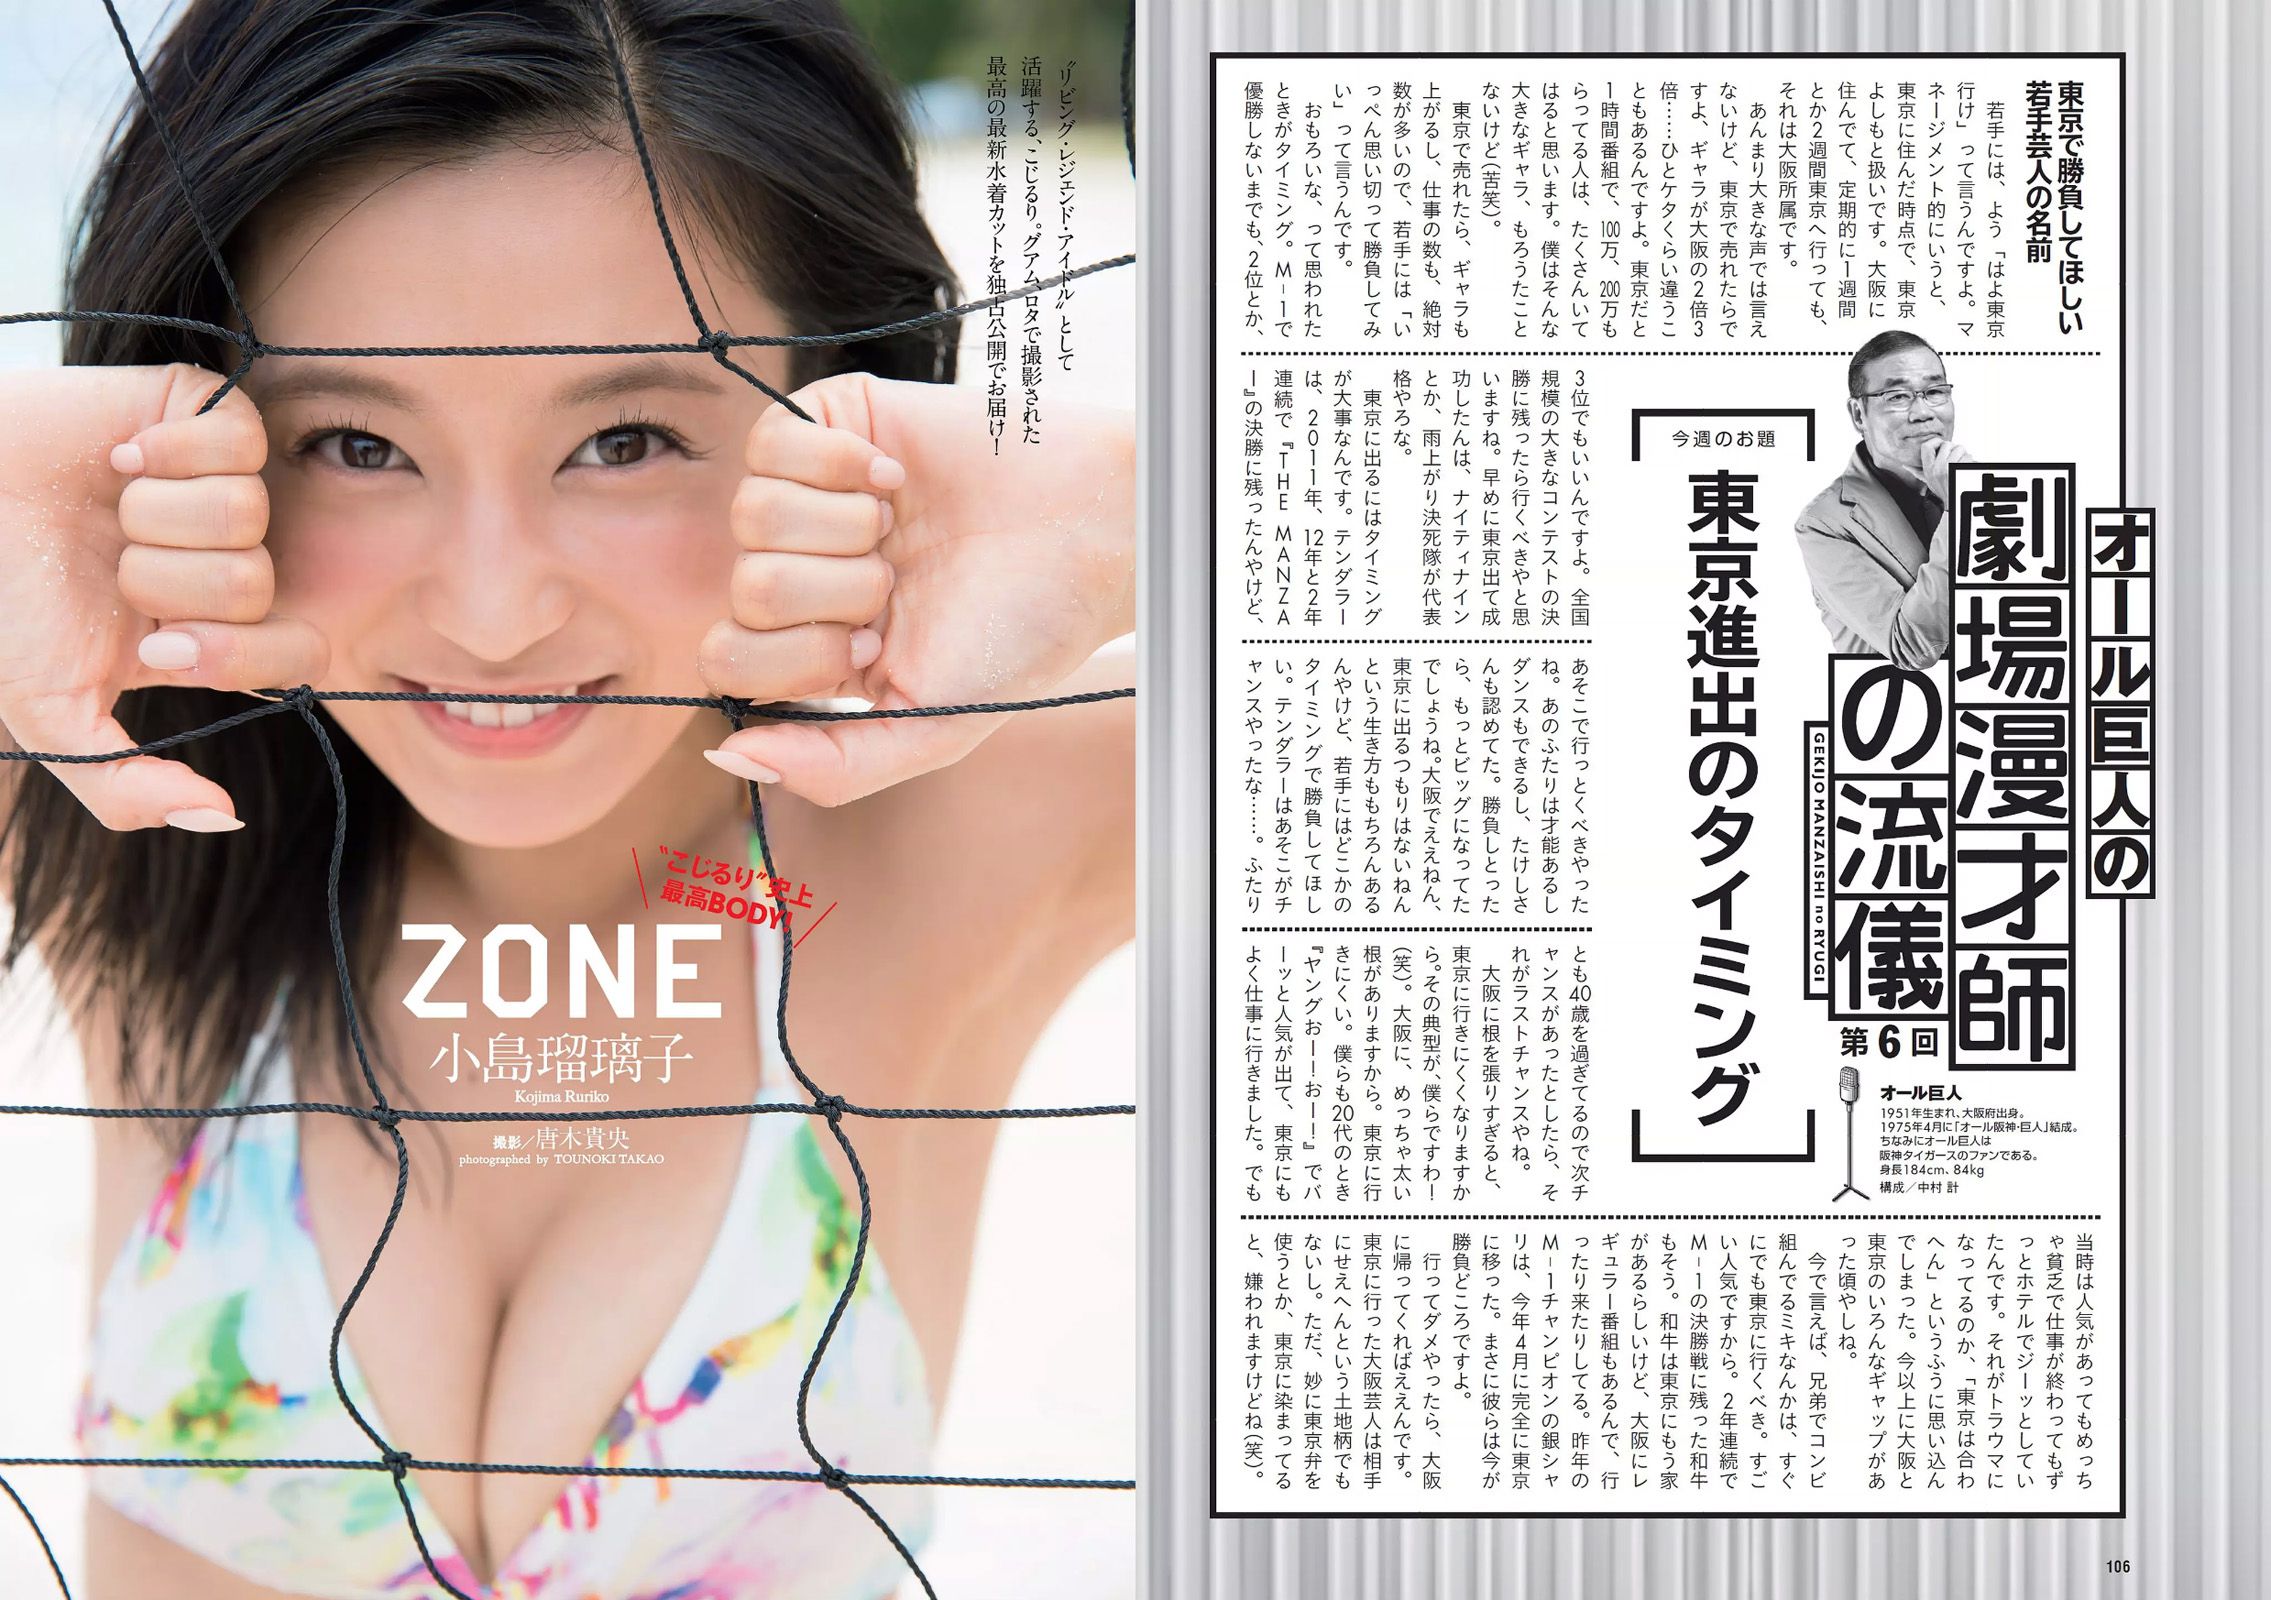 〝リビング・レジェンド・アイドル〟として
活躍する、こじるり。グアム、ロタで撮影された
最高の最新水着カットを独占公開でお届け！
〝こじるり〟史上
最高BODY!
ZONE
小島瑠璃子
Kojima Ruriko
撮影／唐木貴央
photographed by TOUNOKI TAKAO
オール巨人の
劇場漫才師
の流儀
GEKIJO MANZAISHI no RYUGI
第6回
オール巨人
1951年生まれ、大阪府出身。
1975年4月に「オール阪神・巨人」結成。
ちなみにオール巨人は
阪神タイガースのファンである。
身長184cm、84kg
構成／中村 計
今週のお題
東京進出のタイミング
東京で勝負してほしい
若手芸人の名前
若手には、よう「はよ東京
行け」って言うんですよ。マ
ネージメント的にいうと、
東京に住んだ時点で、東京
よしもと扱いです。大阪に
住んでて、定期的に1週間
とか2週間東京へ行っても、
それは大阪所属です。
あんまり大きな声では言え
ないけど、東京で売れたらで
すよ、ギャラが大阪の2倍3
倍……ひとケタくらい違うこ
ともあるんですよ。東京だと
1時間番組で、100万、200万も
らってる人は、たくさんいて
はると思います。僕はそんな
大きなギャラ、もろうたこと
ないけど(苦笑)。
東京で売れたら、ギャラも
上がるし、仕事の数も、絶対
数が多いので、若手には「い
っぺん思い切って勝負してみ
い」って言うんです。
おもろいな、って思われた
ときがタイミング。M-1で
優勝しないまでも、2位とか、
3位でもいいんですよ。全国
規模の大きなコンテストの決
勝に残ったら行くべきやと思
いますね。早めに東京出て成
功したんは、ナイティナイン
とか、雨上がり決死隊が代表
格やろな。
東京に出るにはタイミング
が大事なんです。テンダラー
は、2011年、12年と2年
連続で『THE MANZA
I』の決勝に残ったんやけど、
あそこで行っとくべきやった
ね。あのふたりは才能あるし
ダンスもできるし、たけしさ
んも認めてた。勝負しとった
ら、もっとビッグになってた
でしょうね。大阪でええねん、
東京に出るつもりはないねん
という生き方ももちろんある
んやけど、若手にはどこかの
タイミングで勝負してほし
い。テンダラーはあそこがチ
ャンスやったな……。ふたり
とも40歳を過ぎてるので次チ
ャンスがあったとしたら、そ
れがラストチャンスやね。
大阪に根を張りすぎると、
東京に行きにくくなりますか
ら。その典型が、僕らですわ！
(笑)。大阪に、めっちゃ太い
根がありますから。東京に行
きにくい。僕らも20代のとき
『ヤングおー！おー！』でバ
ーッと人気が出て、東京にも
よく仕事に行きました。でも
当時は人気があってもめっち
ゃ貧乏で仕事が終わってもず
っとホテルでジーッとしてい
たんです。それがトラウマに
なってるのか、「東京は合わ
へん」というふうに思い込ん
でしまった。今以上に大阪と
東京のいろんなギャップがあ
った頃やしね。
今で言えば、兄弟でコンビ
組んでるミキなんかは、すぐ
にでも東京に行くべき。すご
い人気ですから。2年連続で
M-1の決勝戦に残った和牛
もそう。和牛は東京にもう家
があるらしいけど、大阪にレ
ギュラー番組もあるんで、行
ったり来たりしてる。昨年の
M-1チャンピオンの銀シャ
リは、今年4月に完全に東京
に移った。まさに彼らは今が
勝負どころですよ。
行ってダメやったら、大阪
に帰ってくればええんです。
東京に行った大阪芸人は相手
にせえへんという土地柄でも
ないし。ただ、妙に東京弁を
使うとか、東京に染まってる
と、嫌われますけどね(笑)。
106